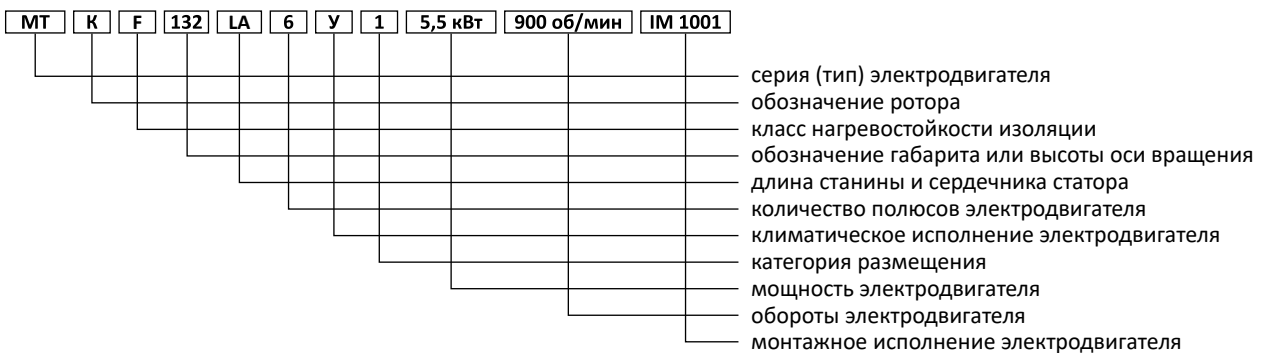 МТ К F 132 LA 6 У 1 5,5 кВт 900 об/мин IM 1001
серия (тип) электродвигателя
обозначение ротора
класс нагревостойкости изоляции
обозначение габарита или высоты оси вращения
длина станины и сердечника статора
количество полюсов электродвигателя
климатическое исполнение электродвигателя
категория размещения
мощность электродвигателя
обороты электродвигателя
монтажное исполнение электродвигателя